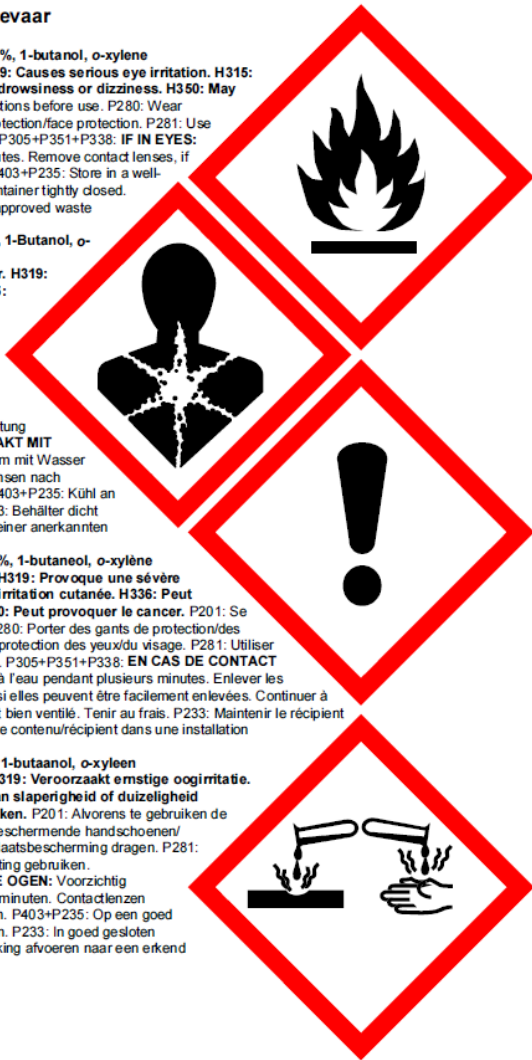 evaar
%, 1-butanol, o-xylene
9: Causes serious eye irritation. H315:
drowsiness or dizziness. H350: May
tions before use. P280: Wear
otection/face protection. P281: Use
P305+P351+P338: IF IN EYES:
utes. Remove contact lenses, if
403+P235: Store in a well-
ntainer tightly closed.
approved waste
, 1-Butanol, o-
r. H319:
:
tung
AKT MIT
m mit Wasser
nsen nach
403+P235: Kühl an
3: Behälter dicht
einer anerkannten
%, 1-butaneol, o-xylène
H319: Provoque une sévère
irritation cutanée. H336: Peut
0: Peut provoquer le cancer. P201: Se
280: Porter des gants de protection/des
protection des yeux/du visage. P281: Utiliser
. P305+P351+P338: EN CAS DE CONTACT
à l'eau pendant plusieurs minutes. Enlever les
si elles peuvent être facilement enlevées. Continuer à
t bien ventilé. Tenir au frais. P233: Maintenir le récipient
e contenu/récipient dans une installation
1-butaanol, o-xyleen
319: Veroorzaakt ernstige oogirritatie.
an slaperigheid of duizeligheid
ken. P201: Alvorens te gebruiken de
eschermende handschoenen/
aatsbescherming dragen. P281:
ting gebruiken.
E OGEN: Voorzichtig
minuten. Contactlenzen
n. P403+P235: Op een goed
n. P233: In goed gesloten
king afvoeren naar een erkend